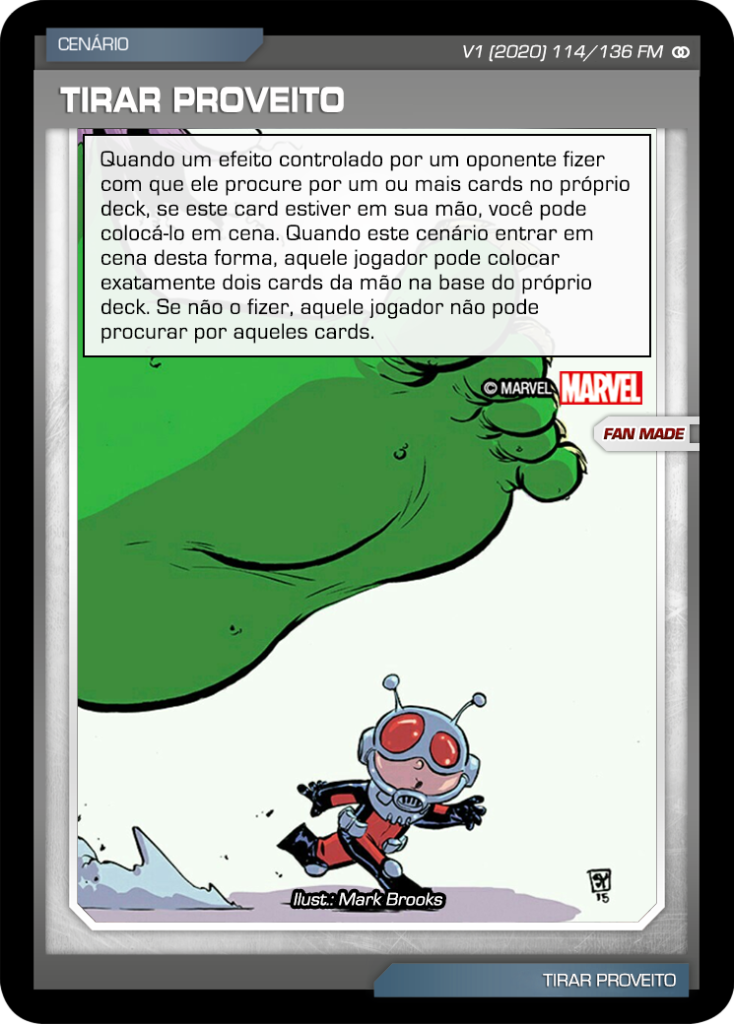 CENÁRIO
V1 (2020) 114/136 FM
TIRAR PROVEITO
Quando um efeito controlado por um oponente fizer
com que ele procure por um ou mais cards no próprio
deck, se este card estiver em sua mão, você pode
colocá-lo em cena. Quando este cenário entrar em
cena desta forma, aquele jogador pode colocar
exatamente dois cards da mão na base do próprio
deck. Se não o fizer, aquele jogador não pode
procurar por aqueles cards.
© MARVEL MARVEL
FAN MADE
SY
'15
Ilust.: Mark Brooks
TIRAR PROVEITO